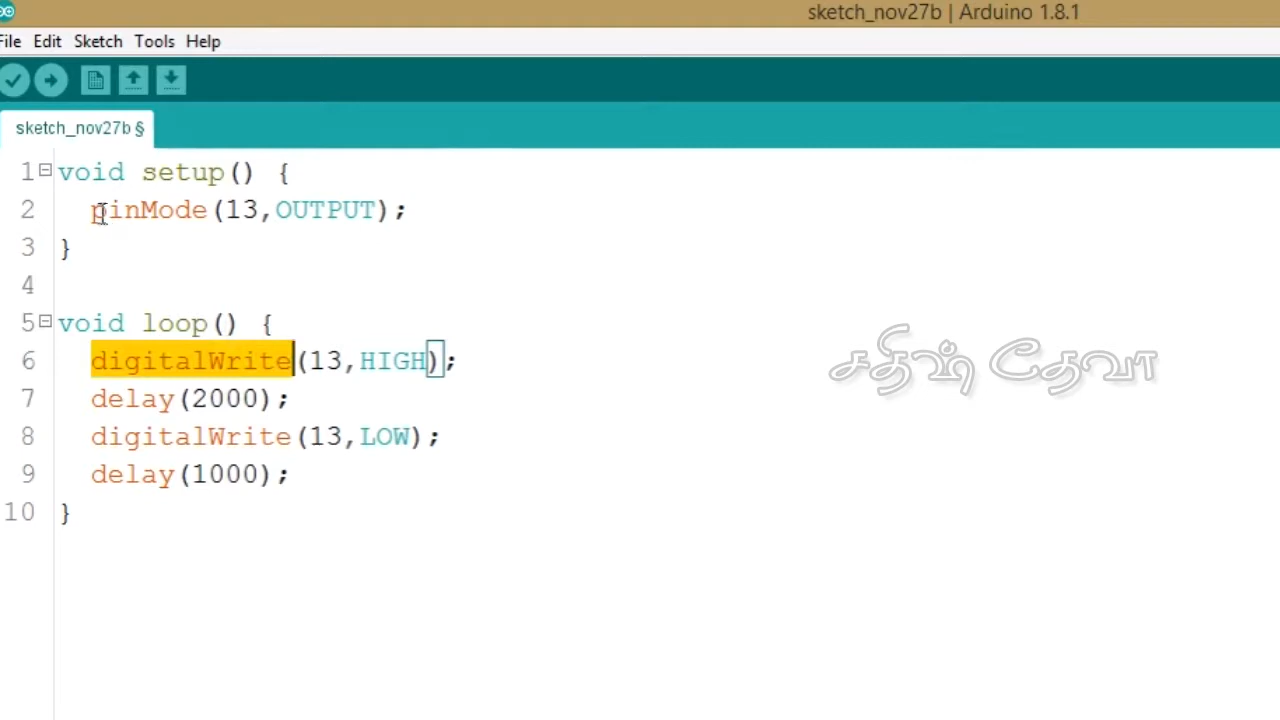 sketch_nov27b | Arduino 1.8.1
File Edit Sketch Tools Help
sketch_nov27b §
1 void setup() {
2 pinMode(13,OUTPUT);
3 }
4
5 void loop() {
6 digitalWrite(13,HIGH);
7 delay(2000);
8 digitalWrite(13,LOW);
9 delay(1000);
10 }
சதிஷ் தேவா